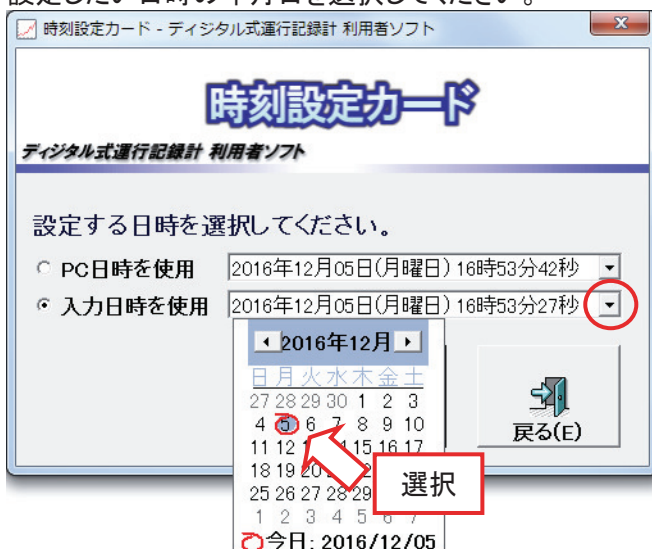 設定したい日時の年月日を選択してください。
時刻設定カード - ディジタル式運行記録計 利用者ソフト
時刻設定カード
ディジタル式運行記録計 利用者ソフト
設定する日時を選択してください。
PC日時を使用 2016年12月05日(月曜日) 16時53分42秒
入力日時を使用 2016年12月05日(月曜日) 16時53分27秒
2016年12月
日 月 火 水 木 金 土
27 28 29 30 1 2 3
4 5 6 7 8 9 10
11 12 15 16 17
18 19 20
25 26 27 28 29
1 2 3 4 5 6 7
今日: 2016/12/05
戻る(E)
選択